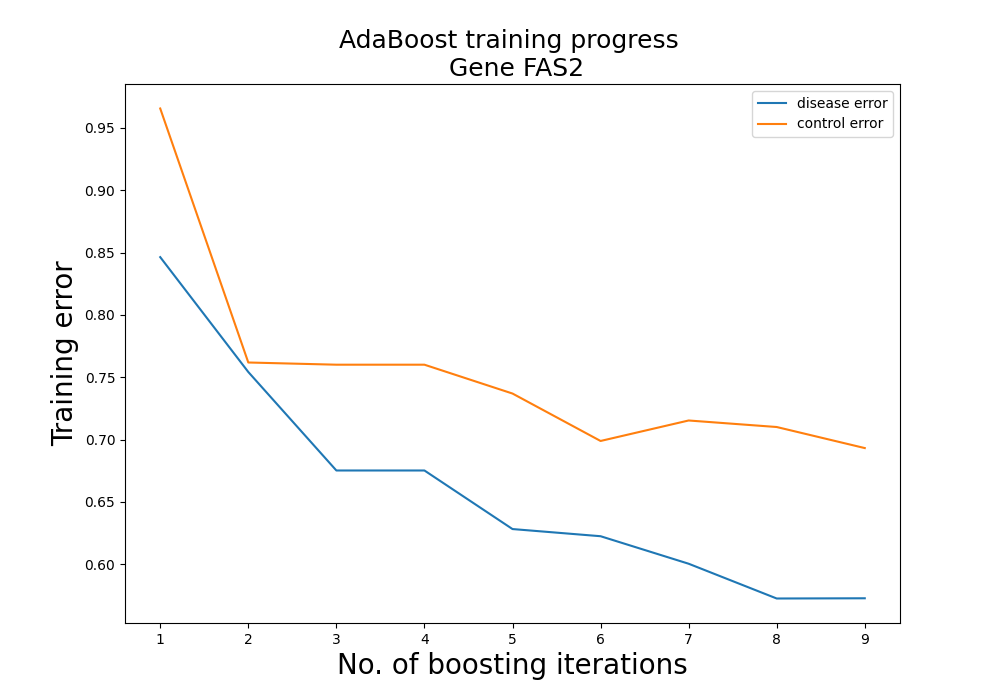 AdaBoost training progress
Gene FAS2
disease error
control error
0.95
0.90
0.85
0.80
0.75
0.70
0.65
0.60
Training error
1 2 3 4 5 6 7 8 9
No. of boosting iterations